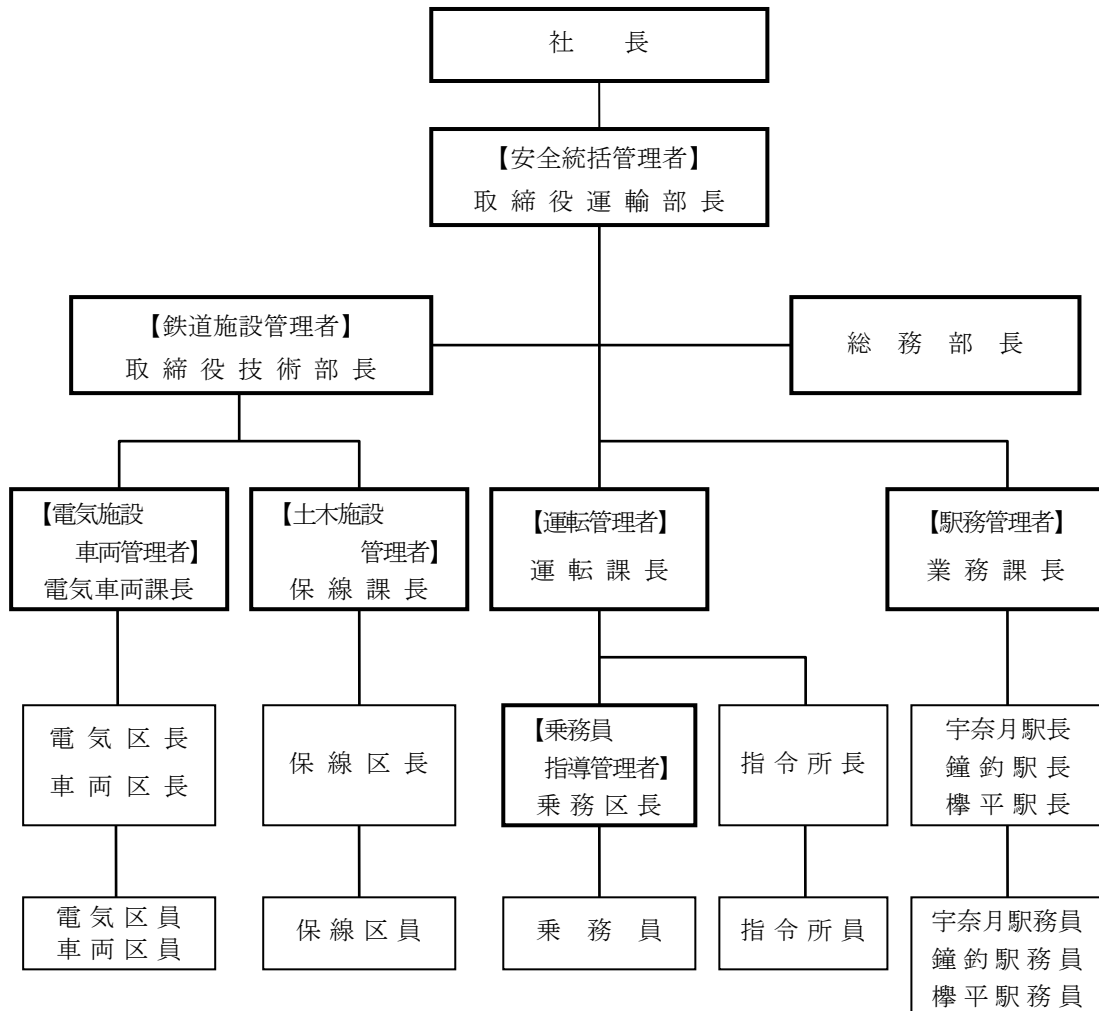 社 長
【安全統括管理者】
取締役運輸部長
【鉄道施設管理者】
取締役技術部長
総務部長
【電気施設
車両管理者】
電気車両課長
【土木施設
管理者】
保線課長
【運転管理者】
運転課長
【駅務管理者】
業務課長
電気区長
車両区長
保線区長
【乗務員
指導管理者】
乗務区長
指令所長
宇奈月駅長
鐘釣駅長
欅平駅長
電気区員
車両区員
保線区員
乗務員
指令所員
宇奈月駅務員
鐘釣駅務員
欅平駅務員